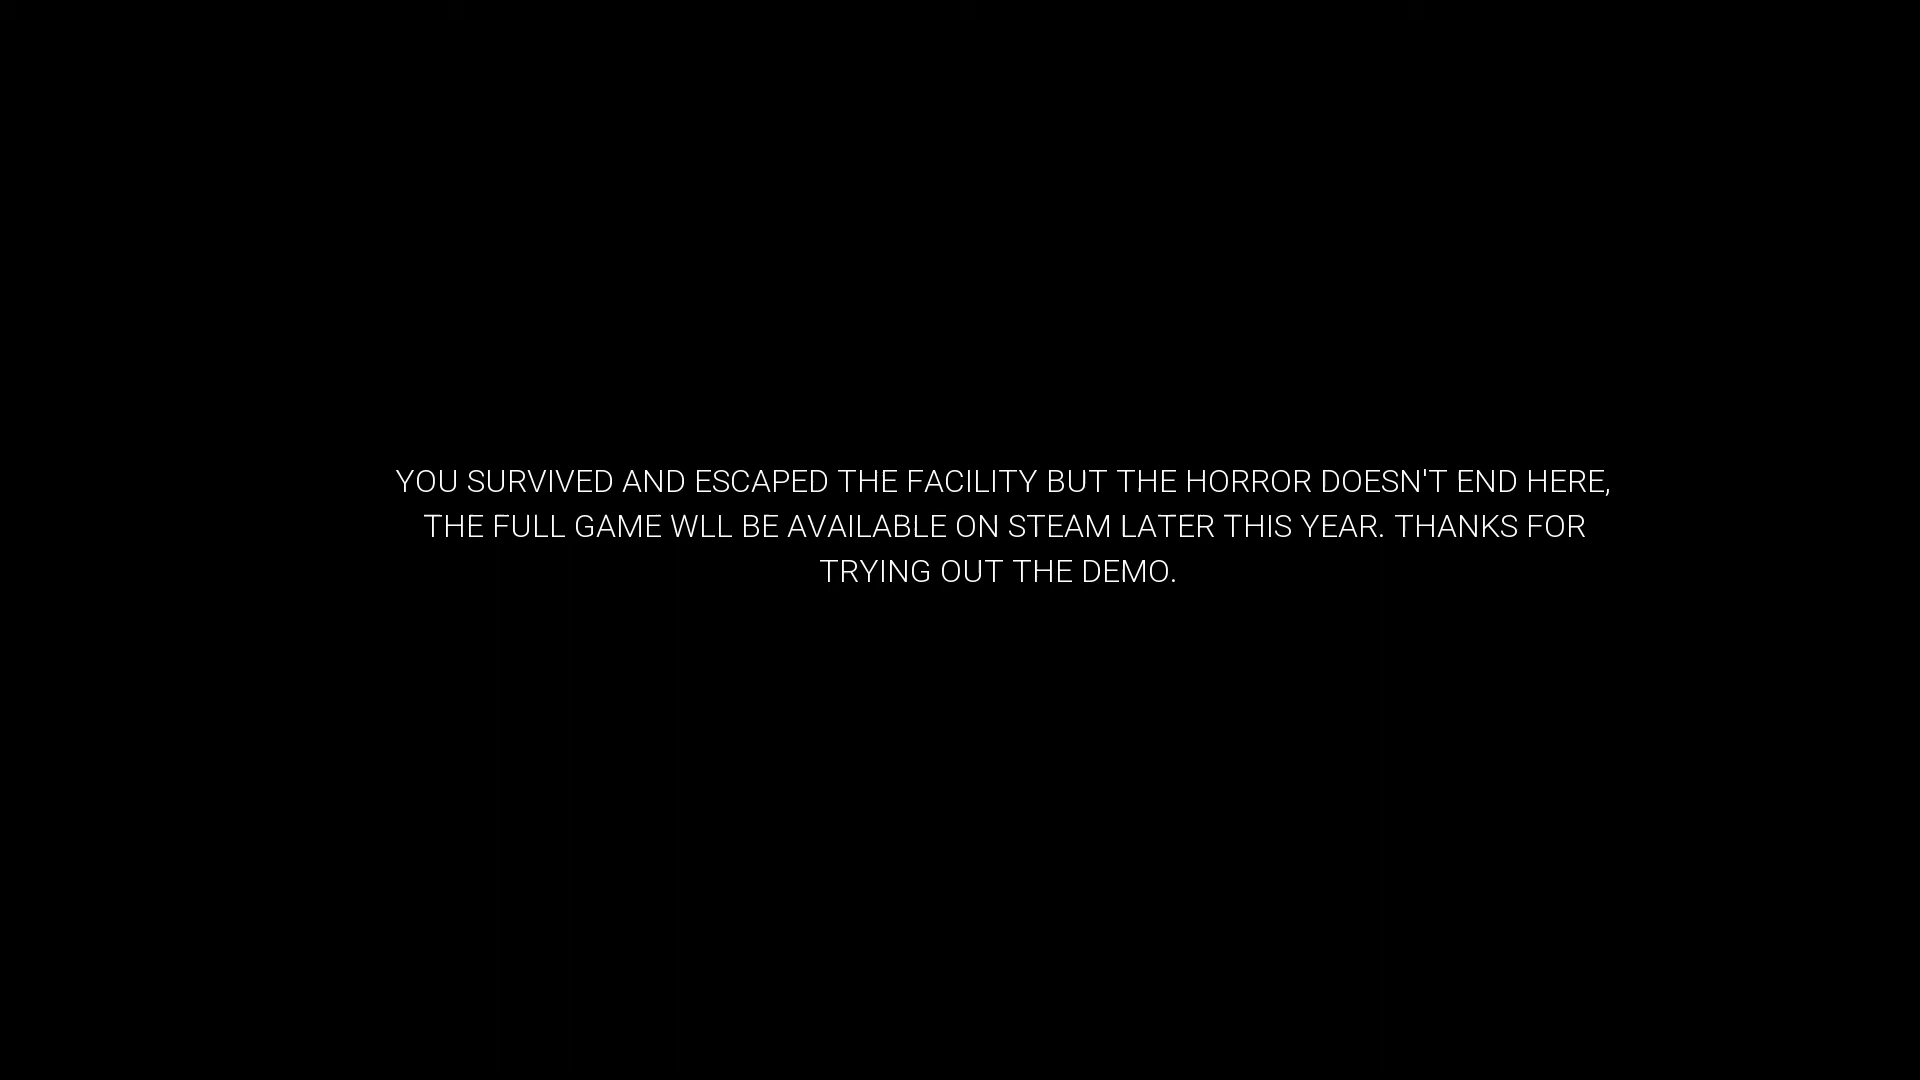 YOU SURVIVED AND ESCAPED THE FACILITY BUT THE HORROR DOESN'T END HERE,
THE FULL GAME WLL BE AVAILABLE ON STEAM LATER THIS YEAR. THANKS FOR
TRYING OUT THE DEMO.